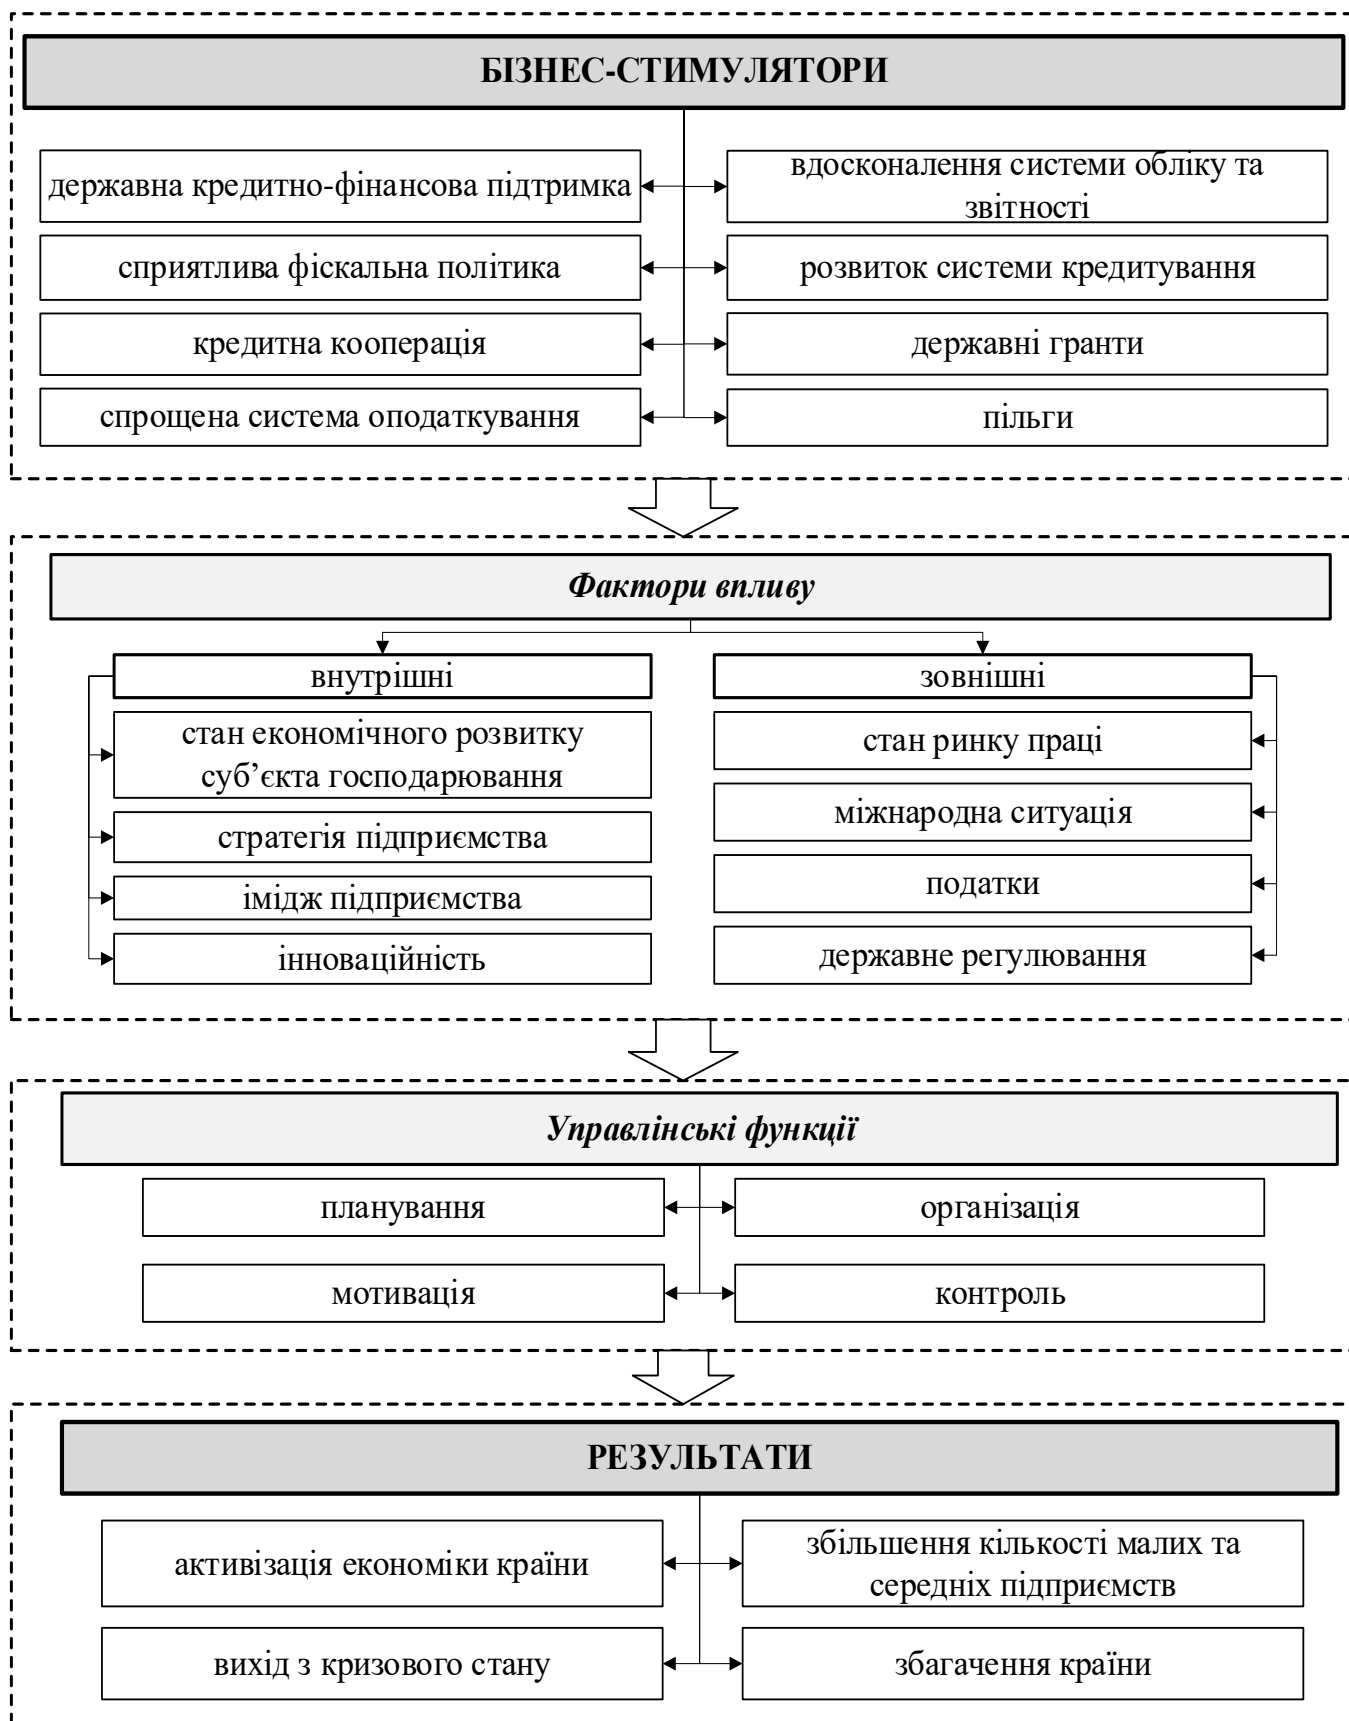 БІЗНЕС-СТИМУЛЯТОРИ
державна кредитно-фінансова підтримка
вдосконалення системи обліку та
звітності
сприятлива фіскальна політика
розвиток системи кредитування
кредитна кооперація
державні гранти
спрощена система оподаткування
пільги
Фактори впливу
внутрішні
зовнішні
стан економічного розвитку
суб’єкта господарювання
стратегія підприємства
імідж підприємства
інноваційність
стан ринку праці
міжнародна ситуація
податки
державне регулювання
Управлінські функції
планування
організація
мотивація
контроль
РЕЗУЛЬТАТИ
активізація економіки країни
збільшення кількості малих та
середніх підприємств
вихід з кризового стану
збагачення країни